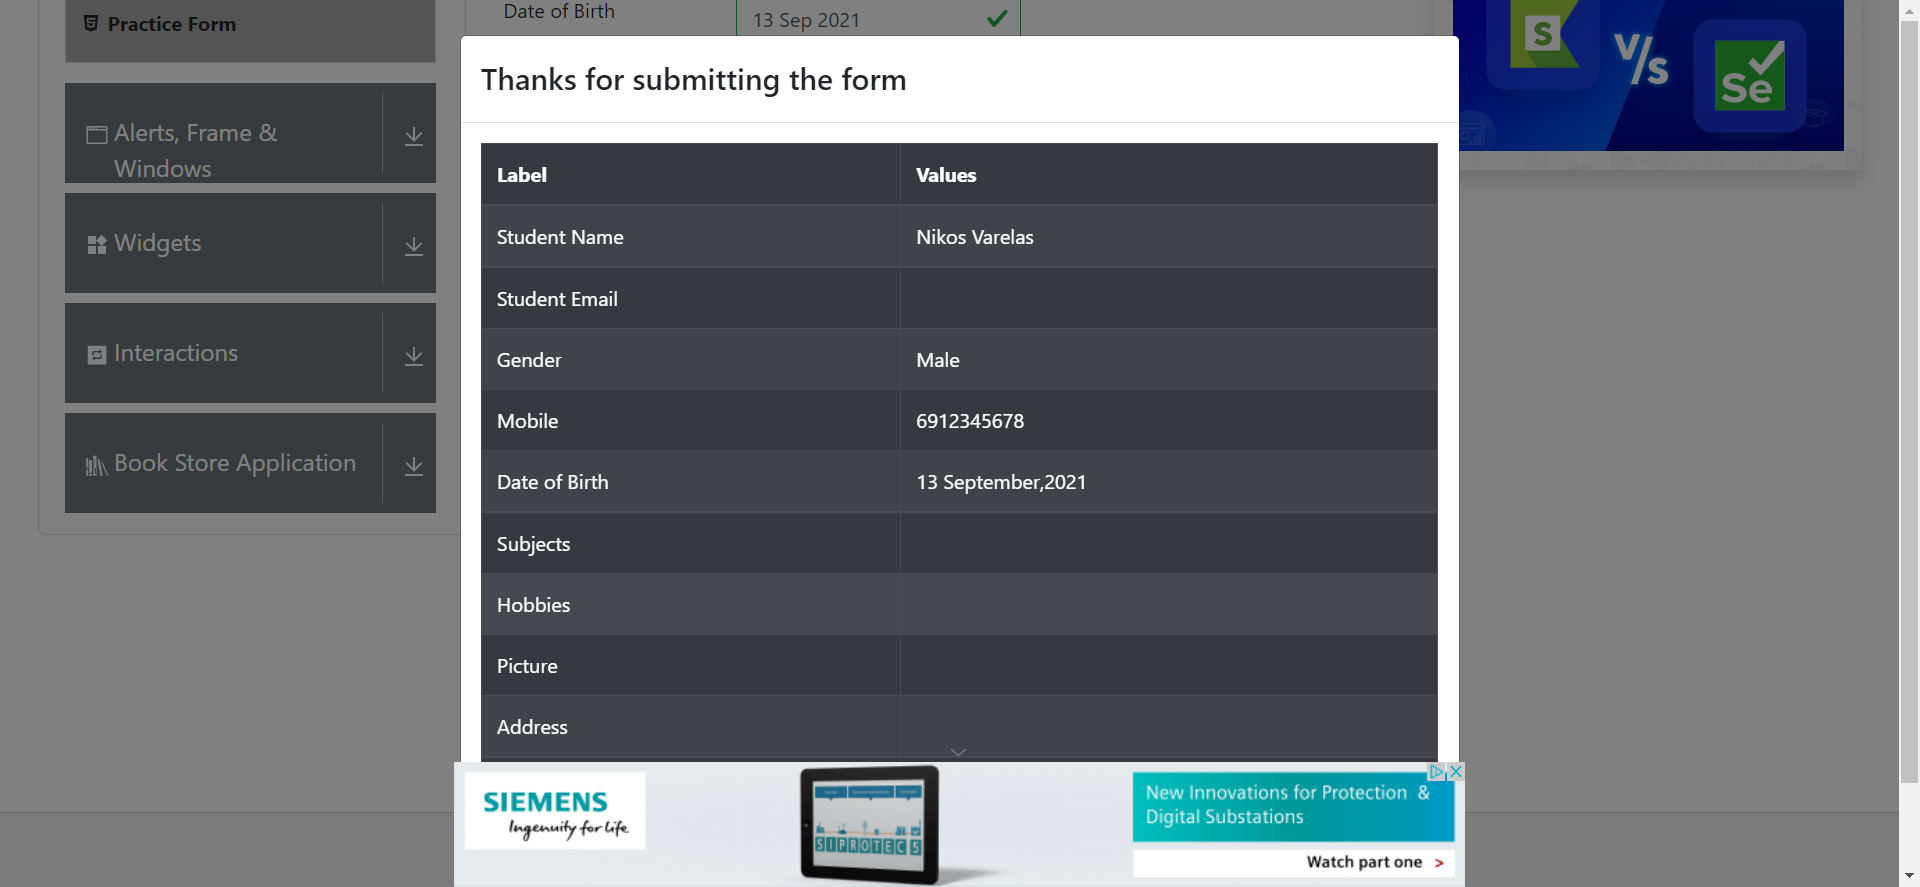 Practice Form
Alerts, Frame &
Windows
Widgets
Interactions
Book Store Application
Date of Birth
13 Sep 2021
Thanks for submitting the form
Label Values
Student Name Nikos Varelas
Student Email
Gender Male
Mobile 6912345678
Date of Birth 13 September,2021
Subjects
Hobbies
Picture
Address
S
V/s
Se
SIEMENS
Ingenuity for life
SIPROTEC 5
New Innovations for Protection &
Digital Substations
Watch part one >